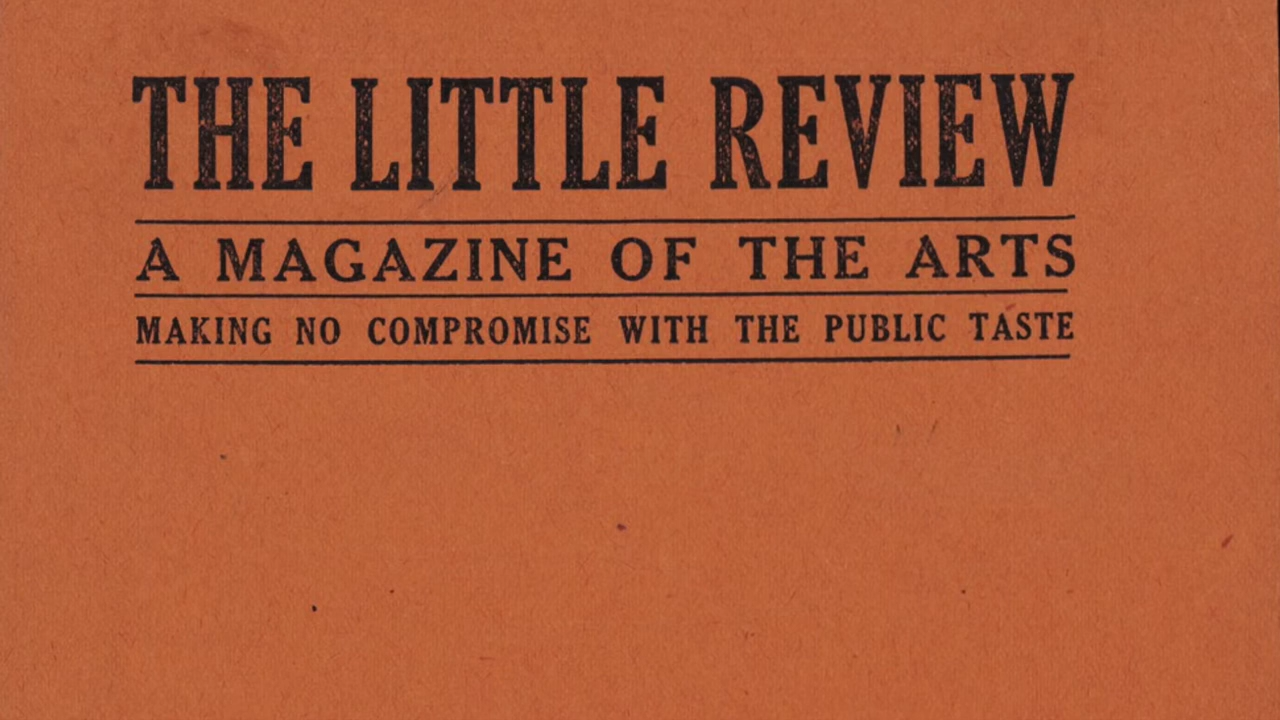 THE LITTLE REVIEW
A MAGAZINE OF THE ARTS
MAKING NO COMPROMISE WITH THE PUBLIC TASTE